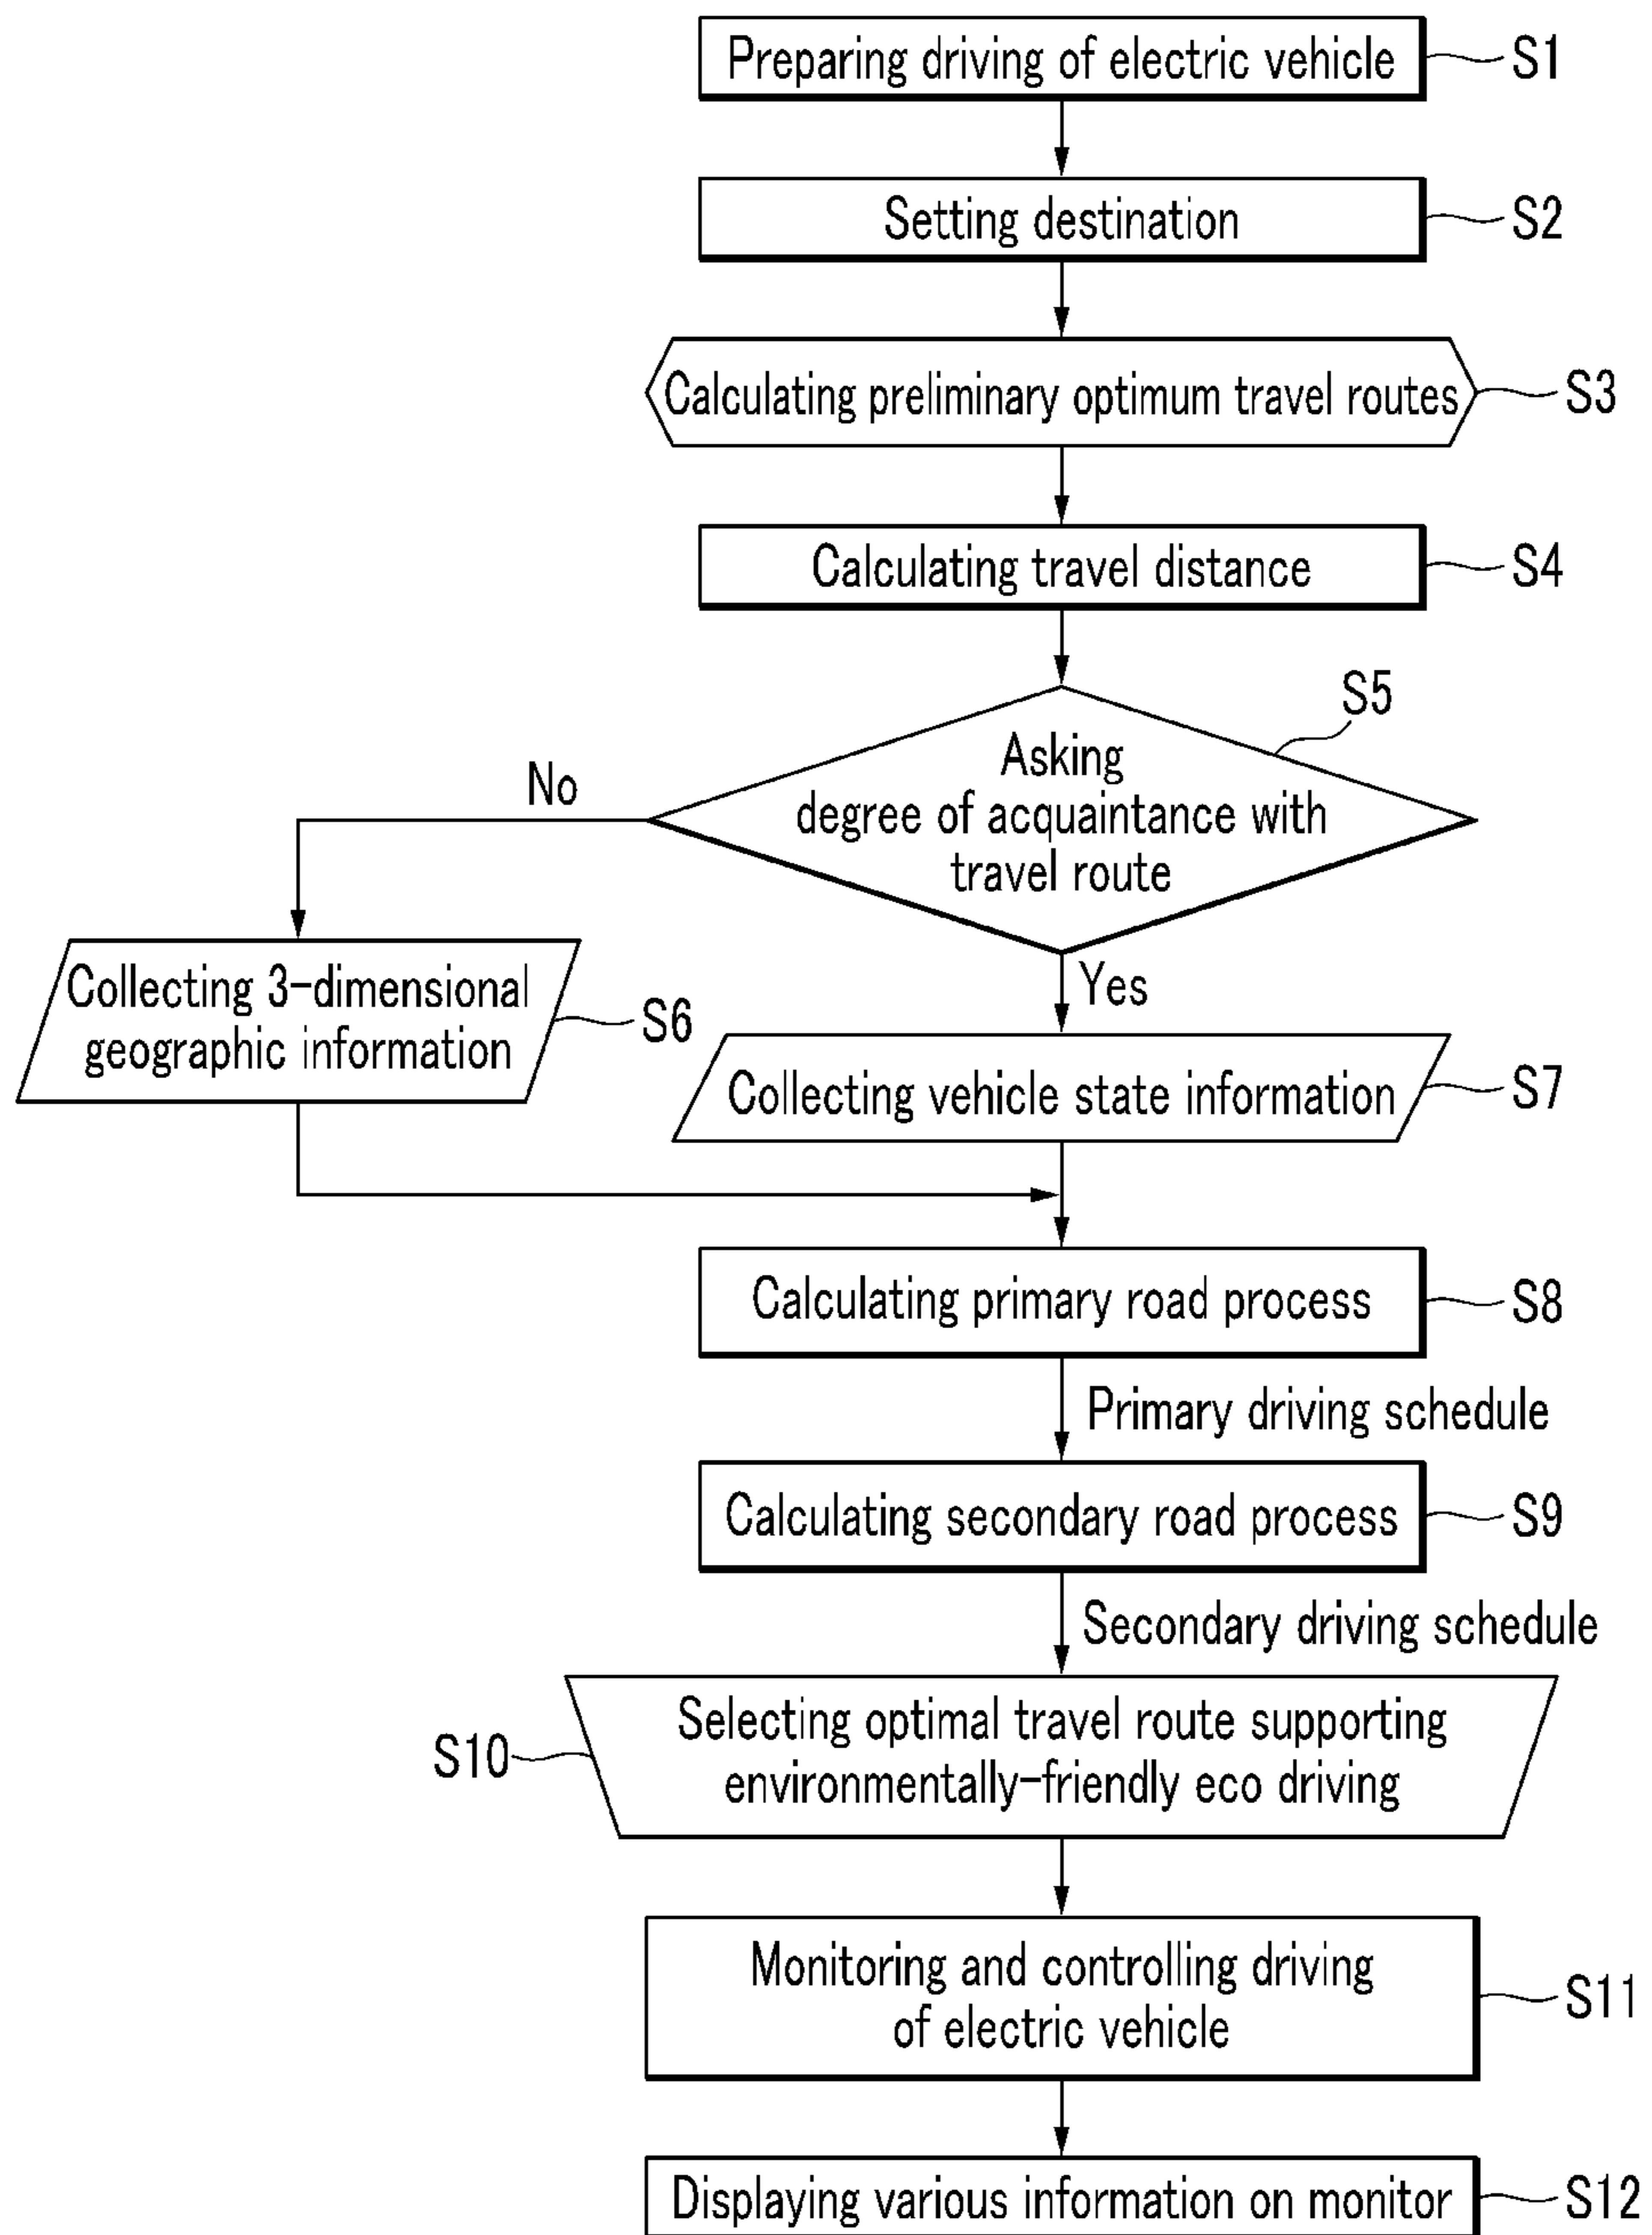 Preparing driving of electric vehicle
S1
Setting destination
S2
Calculating preliminary optimum travel routes
S3
Calculating travel distance
S4
S5
Asking
degree of acquaintance with
travel route
No
Yes
Collecting 3-dimensional
geographic information
S6
Collecting vehicle state information
S7
Calculating primary road process
S8
Primary driving schedule
Calculating secondary road process
S9
Secondary driving schedule
Selecting optimal travel route supporting
environmentally-friendly eco driving
S10
Monitoring and controlling driving
of electric vehicle
S11
Displaying various information on monitor
S12